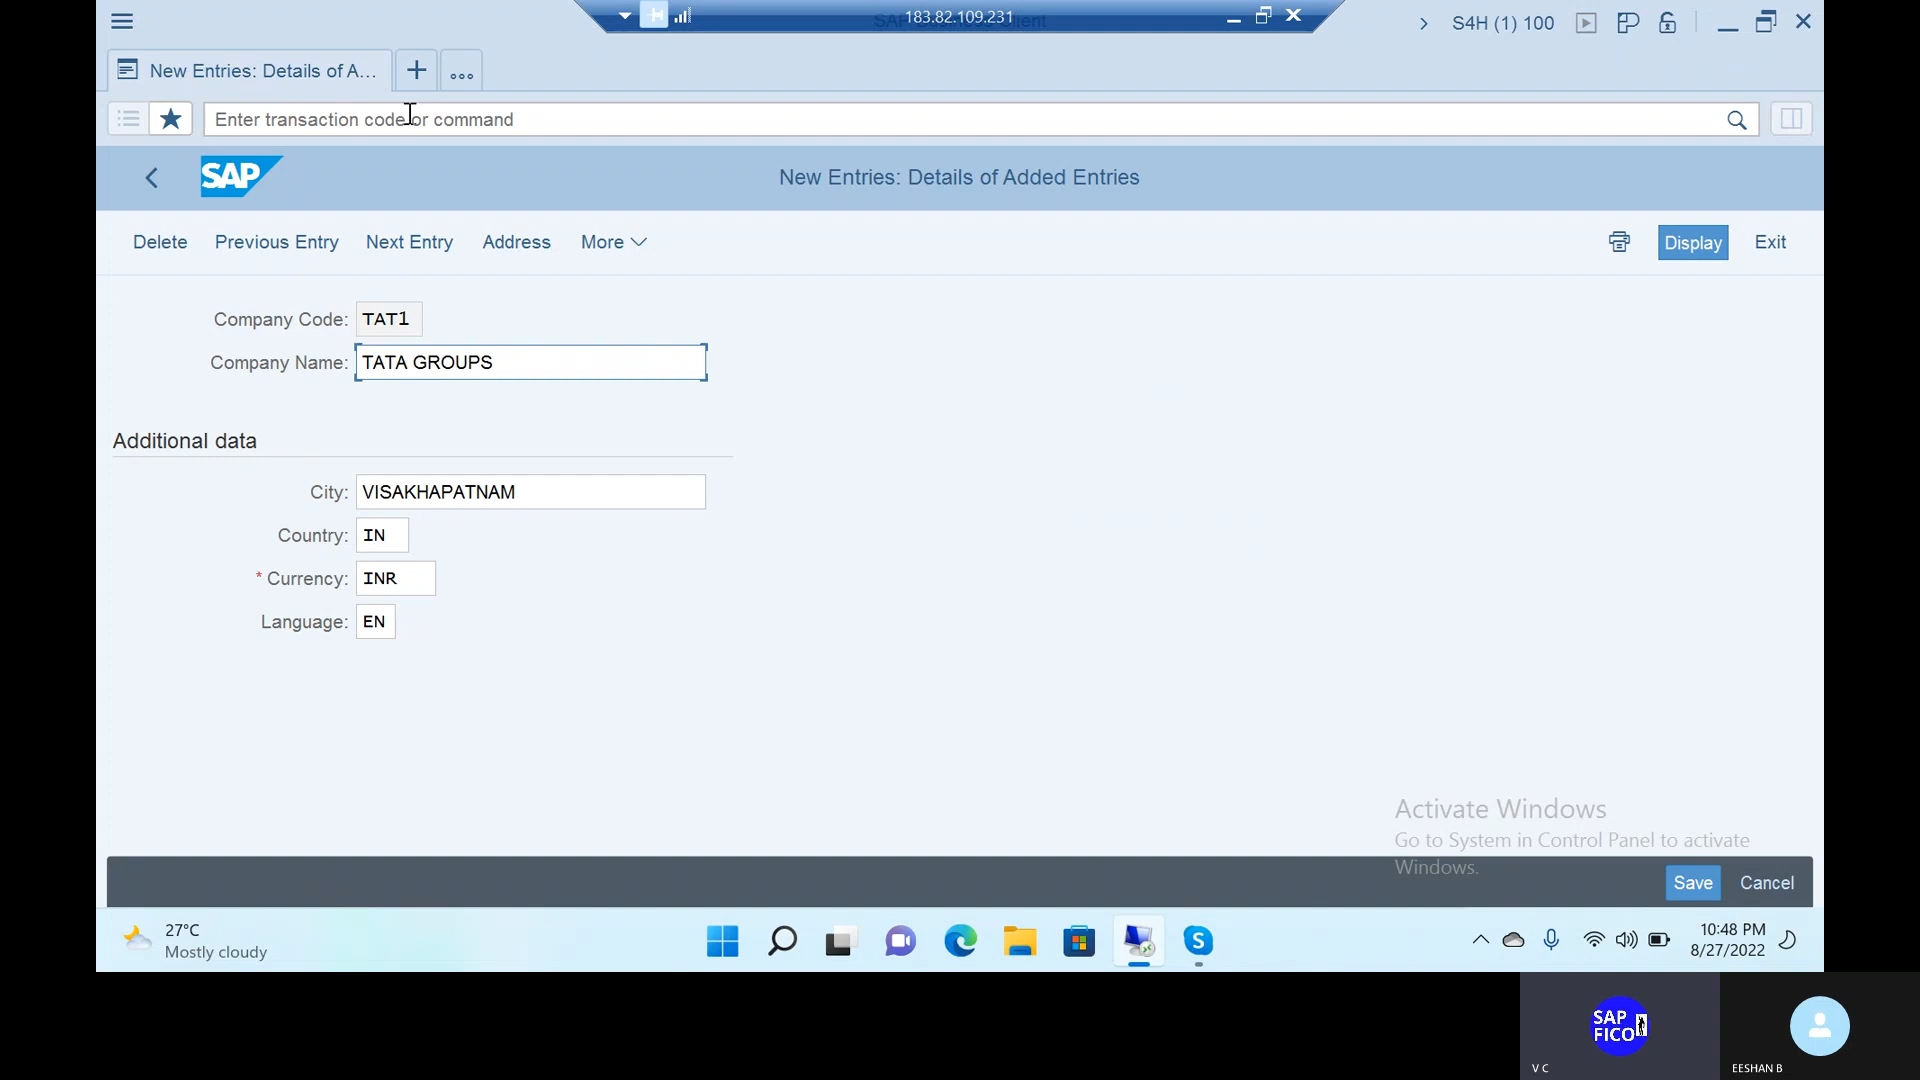 183.82.109.231
S4H (1) 100
New Entries: Details of A...
Enter transaction code or command
SAP
New Entries: Details of Added Entries
Delete Previous Entry Next Entry Address More Display Exit
Company Code: TAT1
Company Name: TATA GROUPS
Additional data
City: VISAKHAPATNAM
Country: IN
* Currency: INR
Language: EN
Activate Windows
Go to System in Control Panel to activate
Windows.
Save Cancel
27°C
Mostly cloudy
10:48 PM
8/27/2022
SAP
FICO
V C
EESHAN B